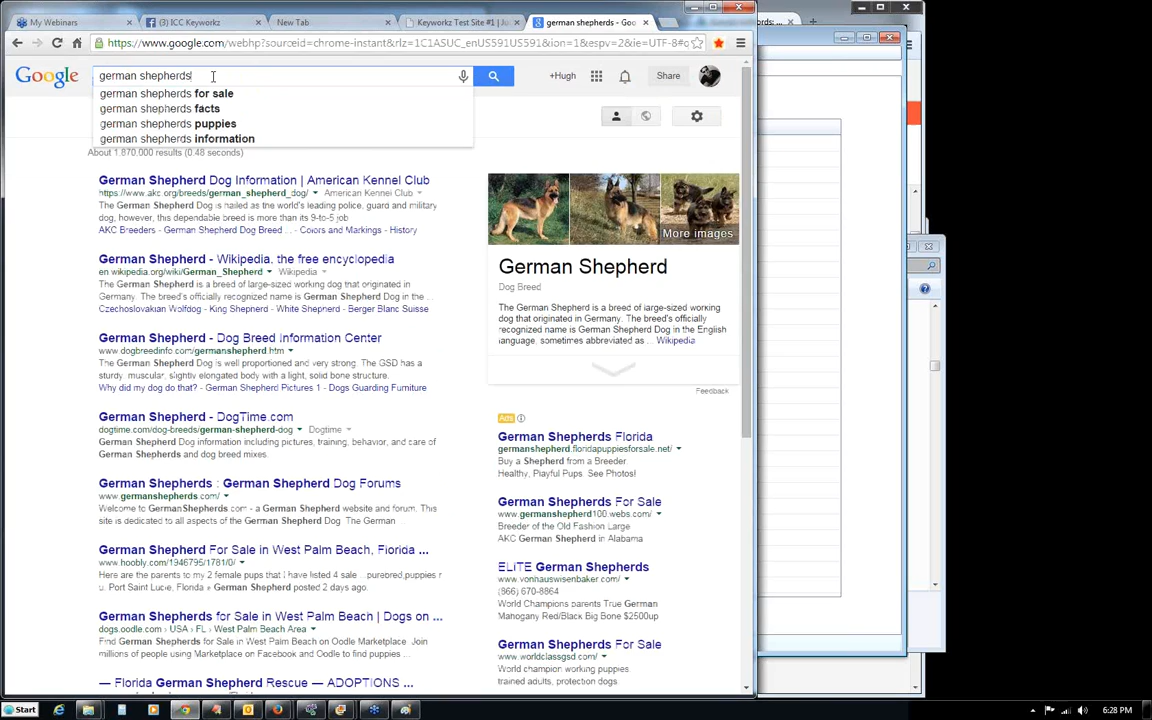 My Webinars
(3) ICC Keyworkz
New Tab
Keyworkz Test Site #1 | Ju
german shepherds - Goo
https://www.google.com/webhp?sourceid=chrome-instant&rlz=1C1ASUC_enUS591US591&ion=1&espv=2&ie=UTF-8#q
Google
german shepherds
+Hugh
Share
german shepherds for sale
german shepherds facts
german shepherds puppies
german shepherds information
About 1,870,000 results (0.48 seconds)
German Shepherd Dog Information | American Kennel Club
https://www.akc.org/breeds/german_shepherd_dog/ American Kennel Club
The German Shepherd Dog is hailed as the world's leading police, guard and military
dog, however, this dependable breed is more than its 9-to-5 job
AKC Breeders - German Shepherd Dog Breed ... - Colors and Markings - History
German Shepherd - Wikipedia, the free encyclopedia
en.wikipedia.org/wiki/German_Shepherd Wikipedia
The German Shepherd is a breed of large-sized working dog that originated in
Germany. The breed's officially recognized name is German Shepherd Dog in the ...
Czechoslovakian Wolfdog - King Shepherd - White Shepherd - Berger Blanc Suisse
German Shepherd - Dog Breed Information Center
www.dogbreedinfo.com/germanshepherd.htm
The German Shepherd Dog is well proportioned and very strong. The GSD has a
sturdy, muscular, slightly elongated body with a light, solid bone structure.
Why did my dog do that? - German Shepherd Pictures 1 - Dogs Guarding Furniture
German Shepherd - DogTime.com
dogtime.com/dog-breeds/german-shepherd-dog Dogtime
German Shepherd Dog information including pictures, training, behavior, and care of
German Shepherds and dog breed mixes.
German Shepherds : German Shepherd Dog Forums
www.germanshepherds.com/
Welcome to GermanShepherds.com - a German Shepherd website and forum. This
site is dedicated to all aspects of the German Shepherd Dog. The German
German Shepherd For Sale in West Palm Beach, Florida ...
www.hoobly.com/1946795/1781/0/
Here are the parents to my 2 female pups that i have listed 4 sale ...purebred puppies r
u. Port Saint Lucie, Florida » German Shepherd posted 2 days ago.
German Shepherds for Sale in West Palm Beach | Dogs on ...
dogs.oodle.com › USA › FL › West Palm Beach Area
Find German Shepherds for Sale in West Palm Beach on Oodle Marketplace. Join
millions of people using Marketplace on Facebook and Oodle to find puppies,
— Florida German Shepherd Rescue — ADOPTIONS ...
More images
German Shepherd
Dog Breed
The German Shepherd is a breed of large-sized working
dog that originated in Germany. The breed's officially
recognized name is German Shepherd Dog in the English
language, sometimes abbreviated as ... Wikipedia
Feedback
Ads
German Shepherds Florida
germanshepherd.floridapuppiesforsale.net/
Buy a Shepherd from a Breeder.
Healthy, Playful Pups. See Photos!
German Shepherds For Sale
www.germanshepherd100.webs.com/
Breeder of the Old Fashion Large
AKC German Shepherd in Alabama
ELITE German Shepherds
www.vonhauswisenbaker.com/
(866) 670-8864
World Champions parents True German
Mahogany Red/Black Big Bone $2500up
German Shepherds For Sale
www.worldclassgsd.com/
World champion working puppies,
trained adults, protection dogs
Start
6:28 PM